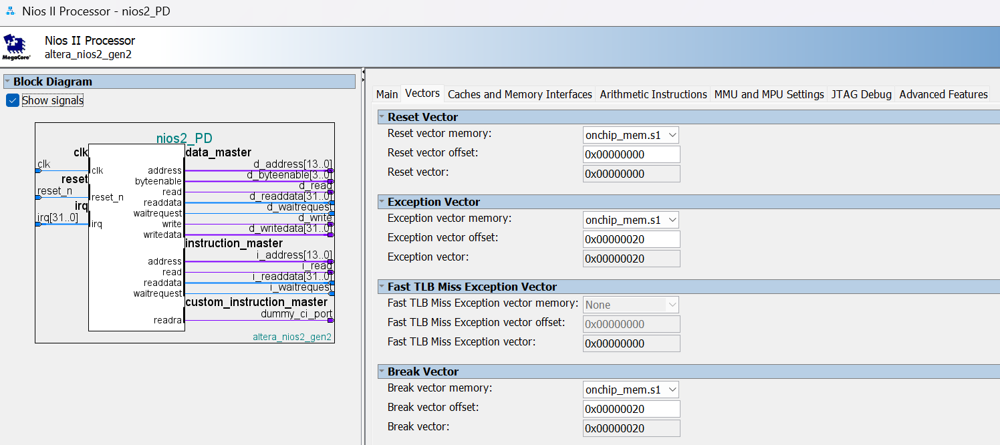 Nios II Processor - nios2_PD
MegaCore®
Nios II Processor
altera_nios2_gen2
Block Diagram
Show signals
nios2_PD
clk
clk
clk
reset
reset_n
reset_n
irq
irq[31..0]
irq
data_master
address d_address[13..0]
byteenable d_byteenable[3..0]
read d_read
readdata d_readdata[31..0]
waitrequest d_waitrequest
write d_write
writedata d_writedata[31..0]
instruction_master
address i_address[13..0]
read i_read
readdata i_readdata[31..0]
waitrequest i_waitrequest
custom_instruction_master
readra dummy_ci_port
altera_nios2_gen2
Main Vectors Caches and Memory Interfaces Arithmetic Instructions MMU and MPU Settings JTAG Debug Advanced Features
Reset Vector
Reset vector memory: onchip_mem.s1
Reset vector offset: 0x00000000
Reset vector: 0x00000000
Exception Vector
Exception vector memory: onchip_mem.s1
Exception vector offset: 0x00000020
Exception vector: 0x00000020
Fast TLB Miss Exception Vector
Fast TLB Miss Exception vector memory: None
Fast TLB Miss Exception vector offset: 0x00000000
Fast TLB Miss Exception vector: 0x00000000
Break Vector
Break vector memory: onchip_mem.s1
Break vector offset: 0x00000020
Break vector: 0x00000020